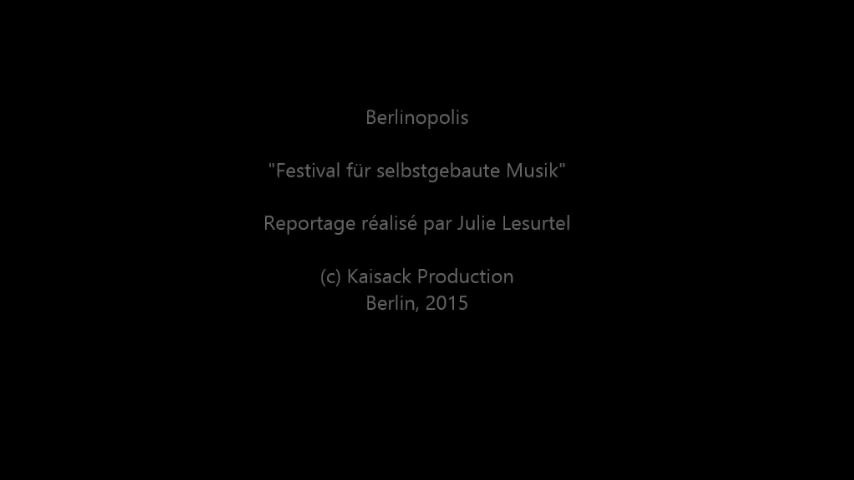 Berlinopolis
"Festival für selbstgebaute Musik"
Reportage réalisé par Julie Lesurtel
(c) Kaisack Production
Berlin, 2015